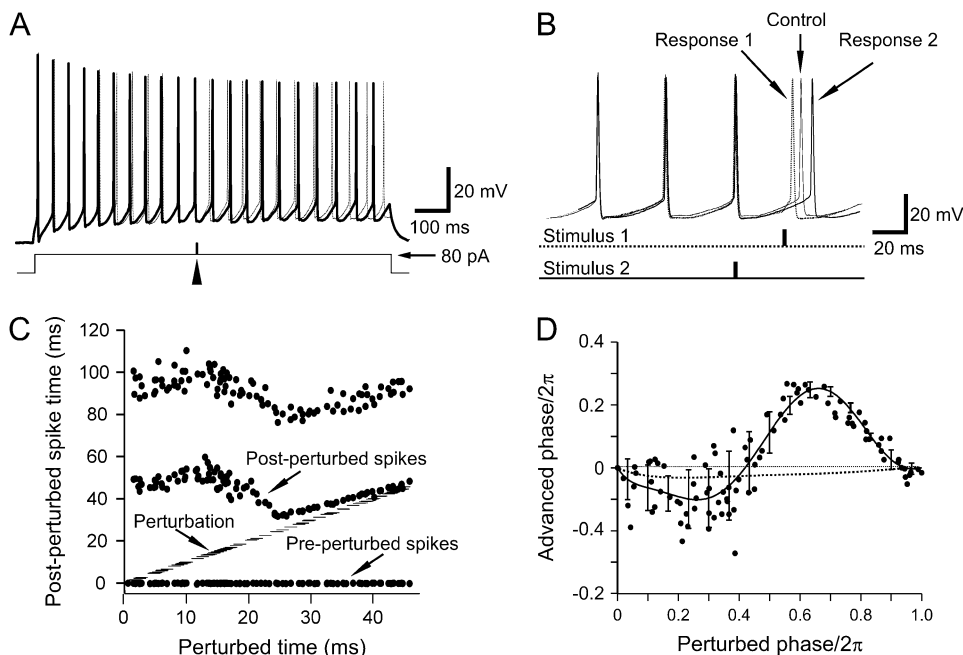 A
20 mV
100 ms
80 pA
B
Control
Response 1
Response 2
Stimulus 1
20 mV
20 ms
Stimulus 2
C
Post-perturbed spike time (ms)
120
100
80
60
40
20
0
Post-perturbed spikes
Perturbation
Pre-perturbed spikes
0
10
20
30
40
Perturbed time (ms)
D
Advanced phase/2π
0.4
0.2
0
-0.4
-0.2
0
0.2
0.4
0.6
0.8
1.0
Perturbed phase/2π